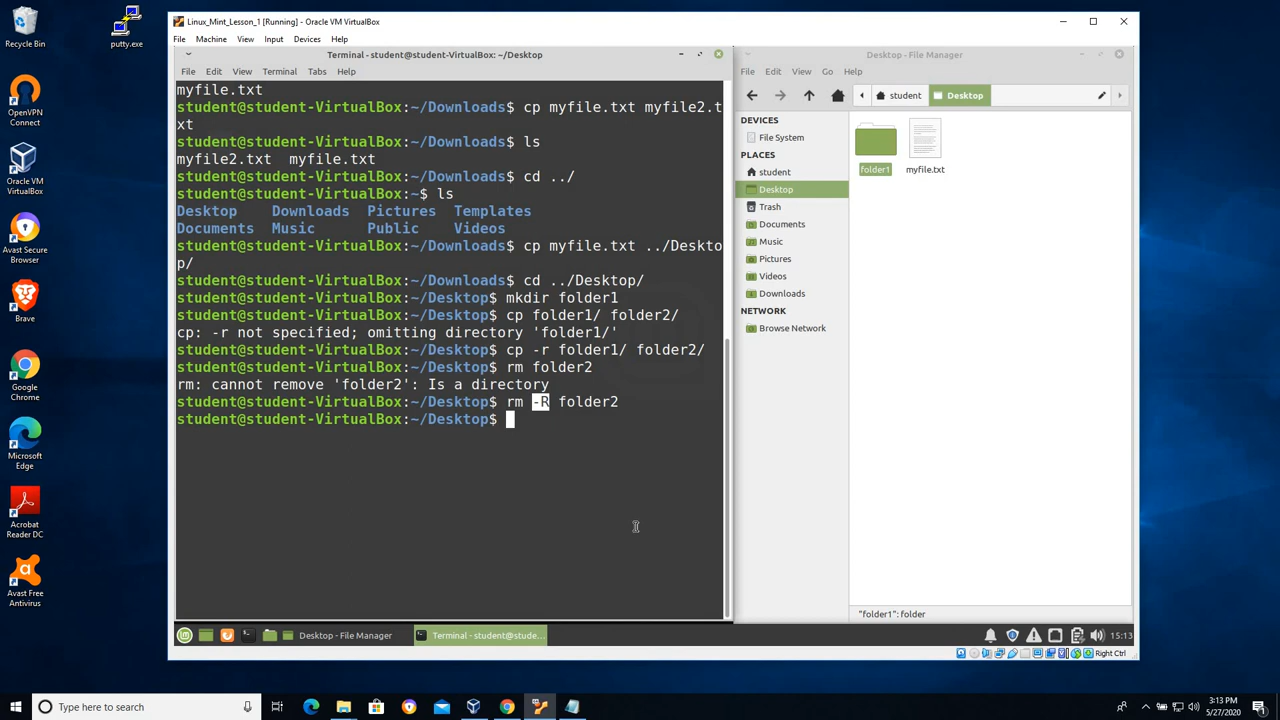 Recycle Bin
putty.exe
OpenVPN
Connect
Oracle VM
VirtualBox
Avast Secure
Browser
Brave
Google
Chrome
Microsoft
Edge
Acrobat
Reader DC
Avast Free
Antivirus
Linux_Mint_Lesson_1 [Running] - Oracle VM VirtualBox
File Machine View Input Devices Help
Terminal - student@student-VirtualBox: ~/Desktop
File Edit View Terminal Tabs Help
myfile.txt
student@student-VirtualBox:~/Downloads$ cp myfile.txt myfile2.t
xt
student@student-VirtualBox:~/Downloads$ ls
myfile2.txt  myfile.txt
student@student-VirtualBox:~/Downloads$ cd ../
student@student-VirtualBox:~$ ls
Desktop    Downloads  Pictures  Templates
Documents  Music      Public    Videos
student@student-VirtualBox:~/Downloads$ cp myfile.txt ../Deskto
p/
student@student-VirtualBox:~/Downloads$ cd ../Desktop/
student@student-VirtualBox:~/Desktop$ mkdir folder1
student@student-VirtualBox:~/Desktop$ cp folder1/ folder2/
cp: -r not specified; omitting directory 'folder1/'
student@student-VirtualBox:~/Desktop$ cp -r folder1/ folder2/
student@student-VirtualBox:~/Desktop$ rm folder2
rm: cannot remove 'folder2': Is a directory
student@student-VirtualBox:~/Desktop$ rm -R folder2
student@student-VirtualBox:~/Desktop$
Desktop - File Manager
File Edit View Go Help
student Desktop
DEVICES
File System
PLACES
student
Desktop
Trash
Documents
Music
Pictures
Videos
Downloads
NETWORK
Browse Network
folder1 myfile.txt
"folder1": folder
Desktop - File Manager
Terminal - student@stude...
15:13
Right Ctrl
Type here to search
3:13 PM
5/27/2020
1